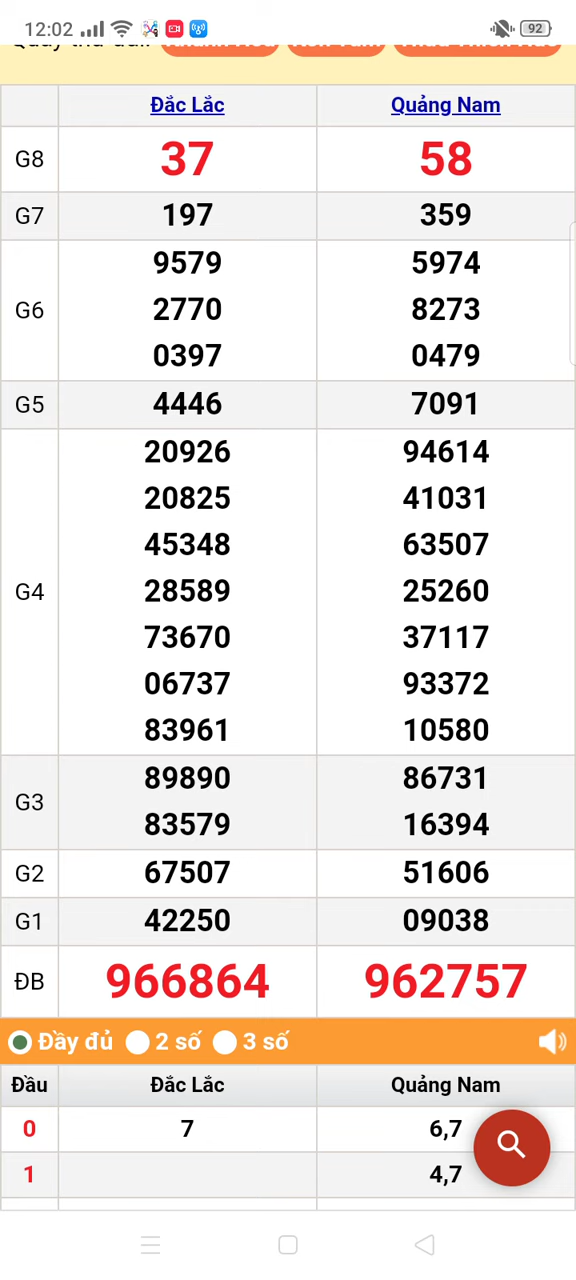 12:02 92
Đắc Lắc Quảng Nam
G8 37 58
G7 197 359
9579 5974
G6 2770 8273
0397 0479
G5 4446 7091
20926 94614
20825 41031
45348 63507
G4 28589 25260
73670 37117
06737 93372
83961 10580
G3 89890 86731
83579 16394
G2 67507 51606
G1 42250 09038
ĐB 966864 962757
Đầy đủ 2 số 3 số
Đầu Đắc Lắc Quảng Nam
0 7 6,7
1 4,7